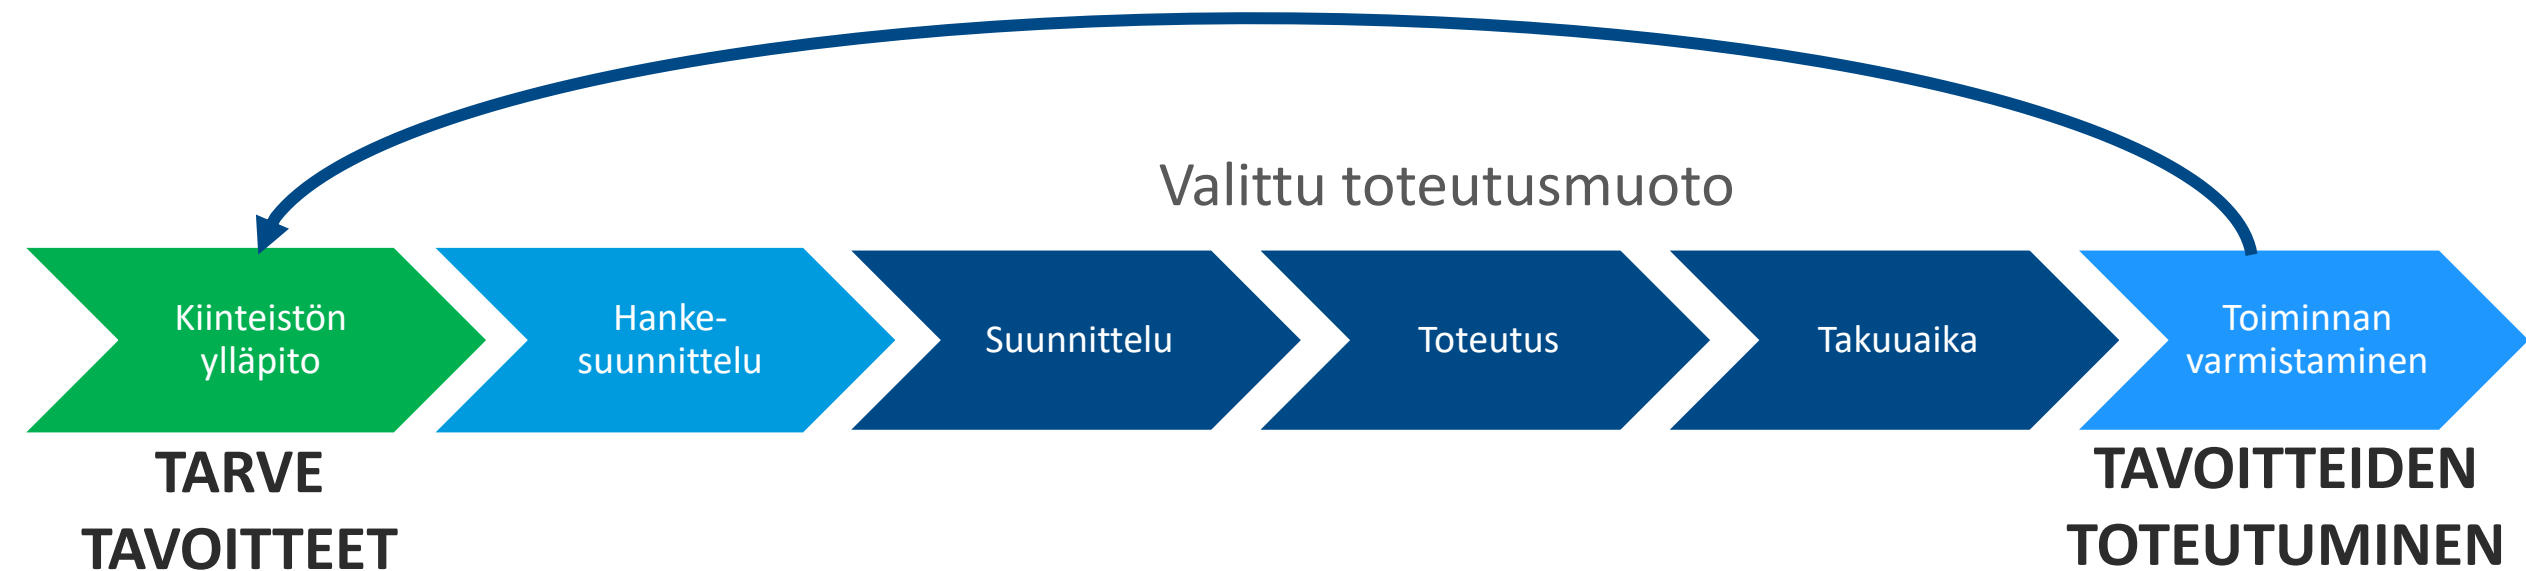 Valittu toteutusmuoto
Kiinteistön
ylläpito
Hanke-
suunnittelu
Suunnittelu
Toteutus
Takuuaika
Toiminnan
varmistaminen
TARVE
TAVOITTEET
TAVOITTEIDEN
TOTEUTUMINEN